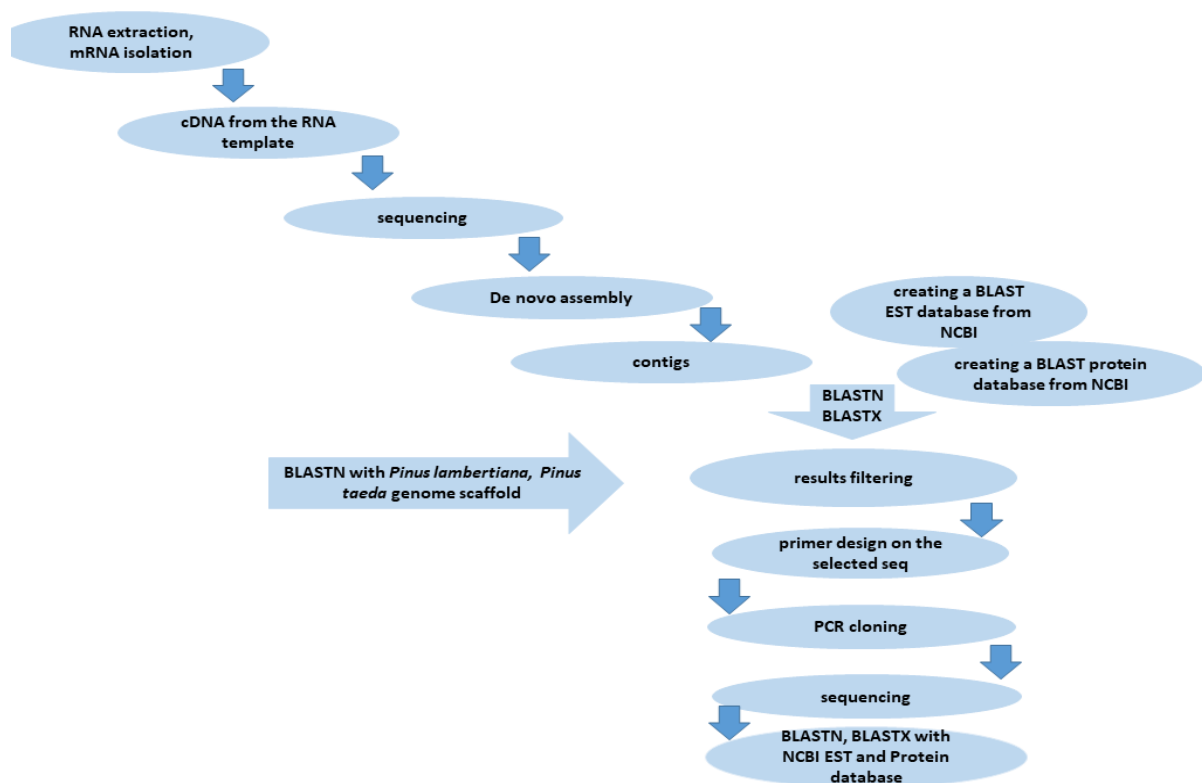 RNA extraction,
mRNA isolation
cDNA from the RNA
template
sequencing
De novo assembly
contigs
creating a BLAST
EST database from
NCBI
creating a BLAST protein
database from NCBI
BLASTN
BLASTX
BLASTN with Pinus lambertiana, Pinus
taeda genome scaffold
results filtering
primer design on the
selected seq
PCR cloning
sequencing
BLASTN, BLASTX with
NCBI EST and Protein
database